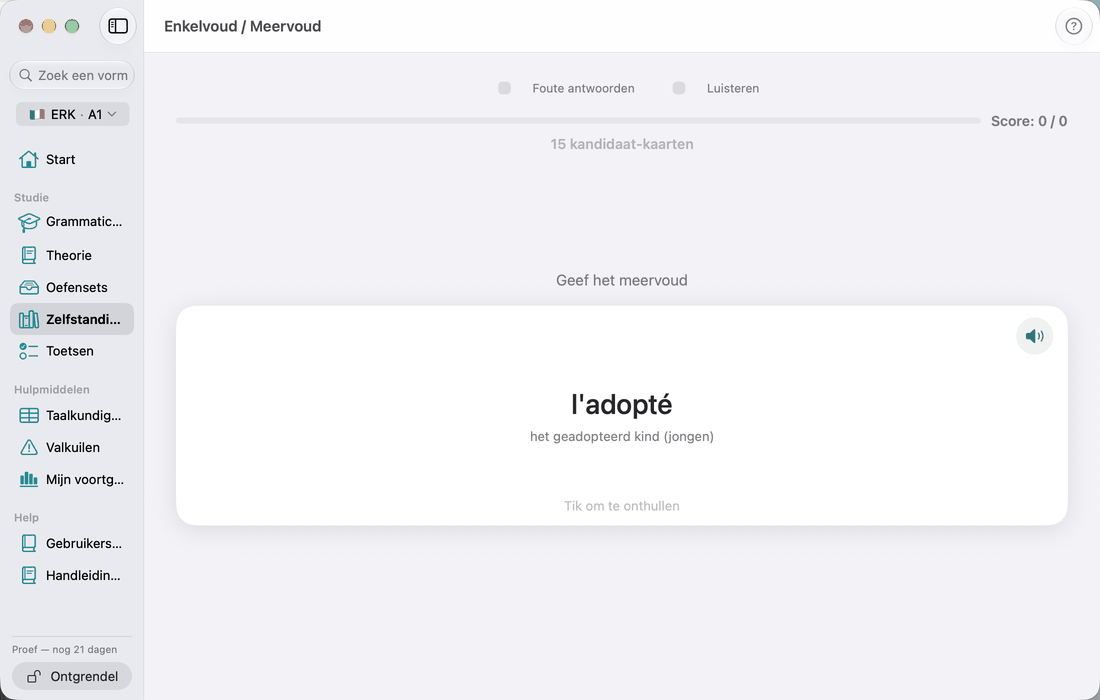 Enkelvoud / Meervoud
Zoek een vorm
ERK · A1
Start
Studie
Grammatic...
Theorie
Oefensets
Zelfstandi...
Toetsen
Hulpmiddelen
Taalkundig...
Valkuilen
Mijn voortg...
Help
Gebruikers...
Handleidin...
Proef — nog 21 dagen
Ontgrendel
Foute antwoorden
Luisteren
Score: 0 / 0
15 kandidaat-kaarten
Geef het meervoud
l'adopté
het geadopteerd kind (jongen)
Tik om te onthullen